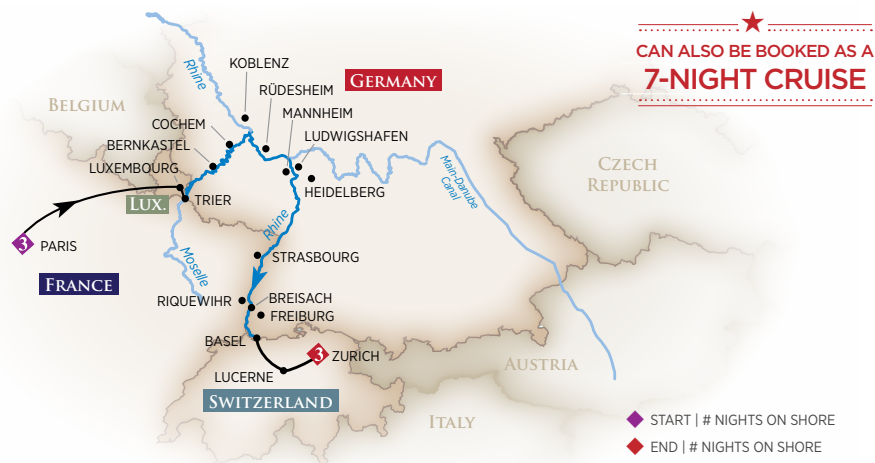 CAN ALSO BE BOOKED AS A
7-NIGHT CRUISE
KOBLENZ
Rhine
GERMANY
RÜDESHEIM
BELGIUM
MANNHEIM
COCHEM
LUDWIGSHAFEN
BERNKASTEL
LUXEMBOURG
CZECH
REPUBLIC
Main-Danube
Canal
HEIDELBERG
LUX.
TRIER
Rhine
3 PARIS
STRASBOURG
Moselle
FRANCE
RIQUEWIHR
BREISACH
FREIBURG
BASEL
3 ZURICH
AUSTRIA
LUCERNE
SWITZERLAND
ITALY
START | # NIGHTS ON SHORE
END | # NIGHTS ON SHORE